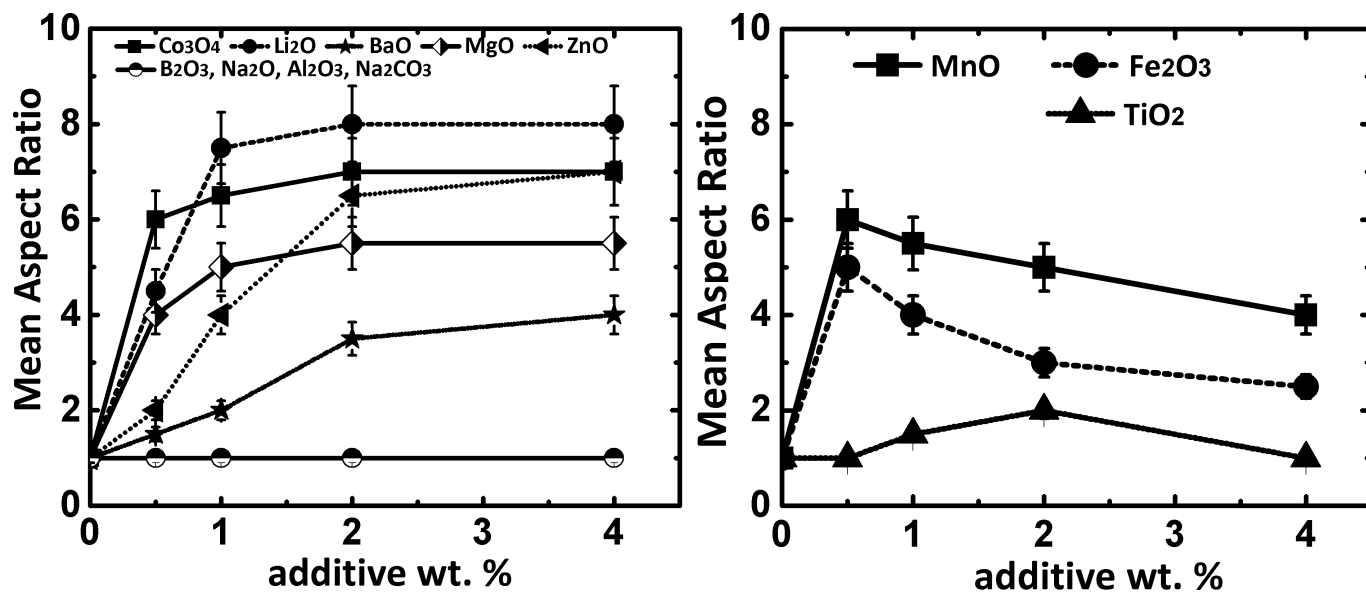 Mean Aspect Ratio
10
8
6
4
2
0
Co3O4 Li2O BaO MgO ZnO
B2O3, Na2O, Al2O3, Na2CO3
0 1 2 3 4
additive wt. %
Mean Aspect Ratio
10
8
6
4
2
0
MnO Fe2O3
TiO2
0 1 2 3 4
additive wt. %